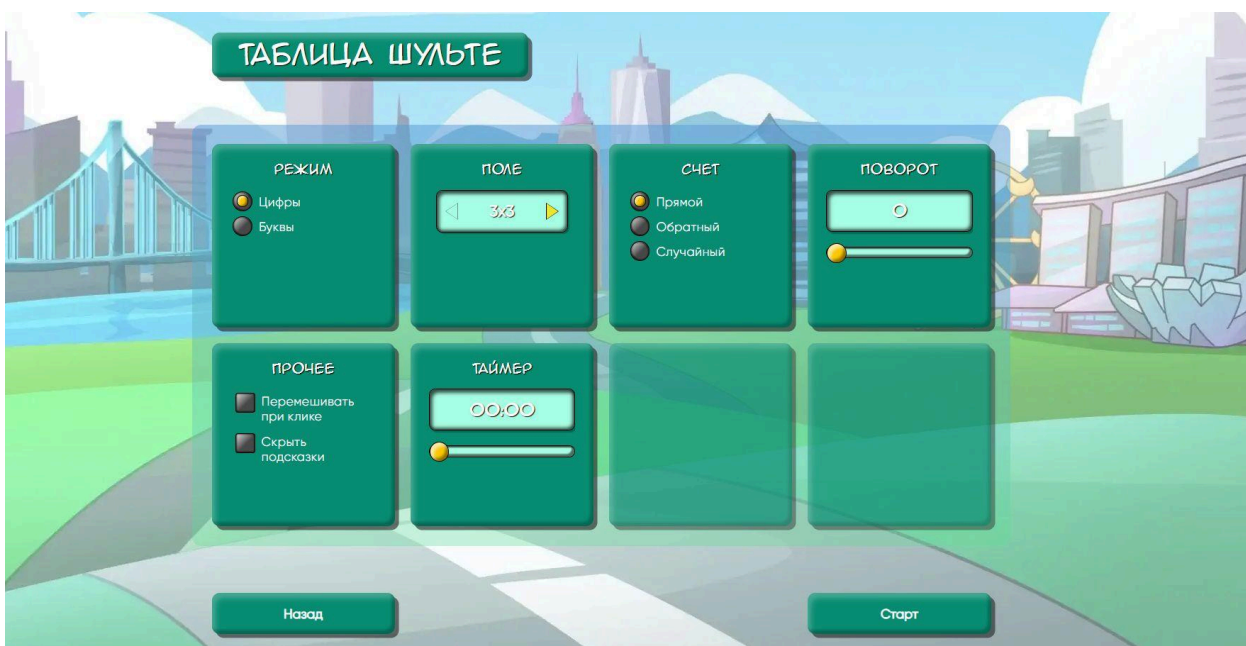 ТАБЛИЦА ШУЛЬТЕ
РЕЖИМ
Цифры
Буквы
ПОЛЕ
3x3
СЧЕТ
Прямой
Обратный
Случайный
ПОВОРОТ
0
ПРОЧЕЕ
Перемешивать
при клике
Скрыть
подсказки
ТАЙМЕР
00:00
Назад
Старт